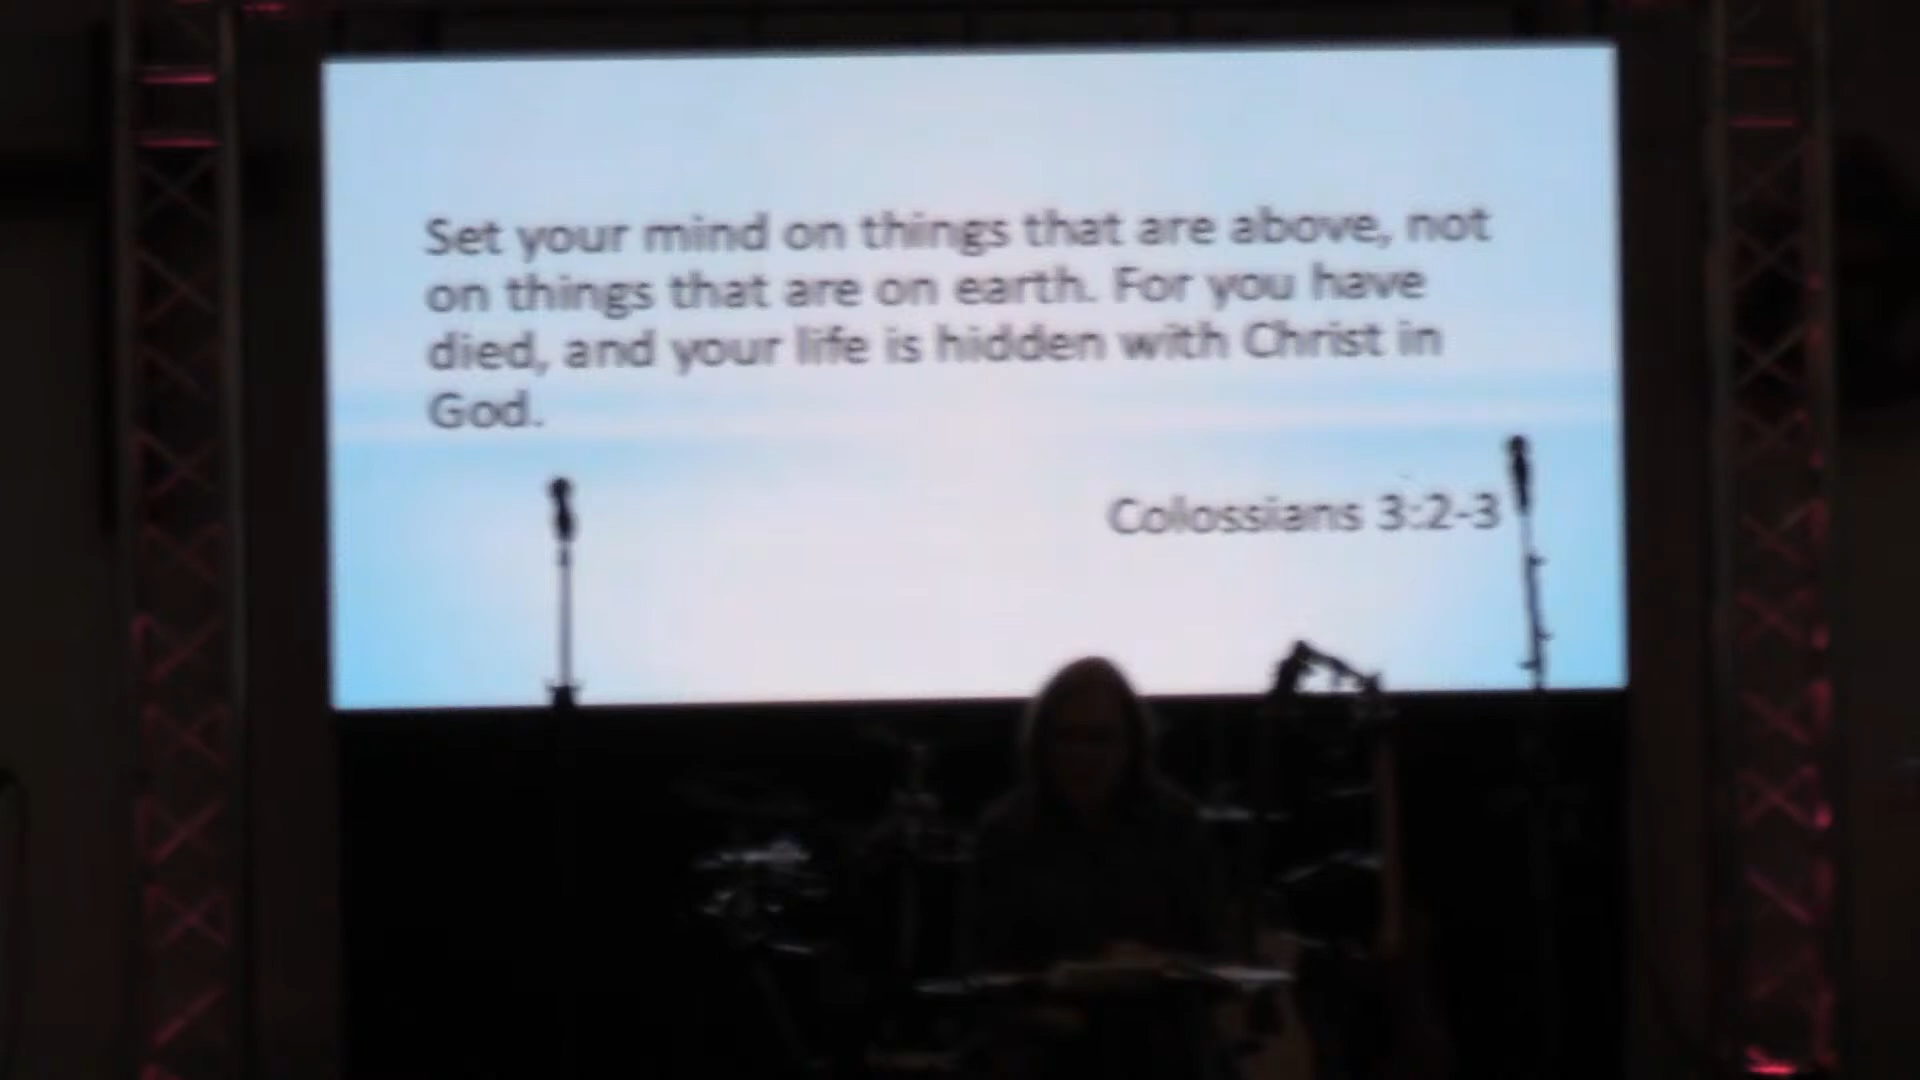 Set your mind on things that are above, not
on things that are on earth. For you have
died, and your life is hidden with Christ in
God.
Colossians 3:2-3